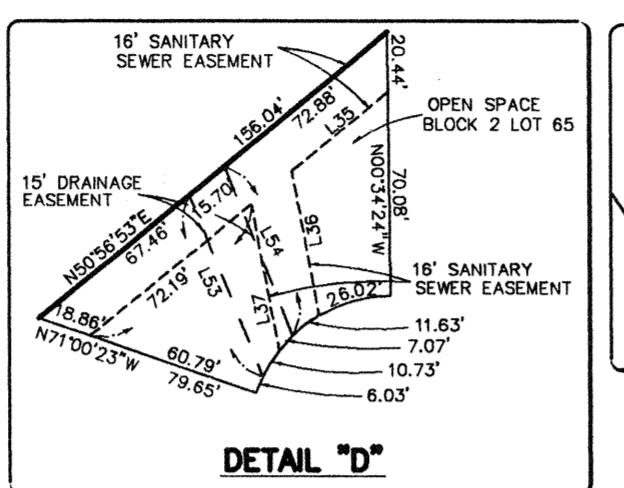 16' SANITARY
SEWER EASEMENT
20.44'
156.04'
72.88'
L35
OPEN SPACE
BLOCK 2 LOT 65
15' DRAINAGE
EASEMENT
15.70'
N50°56'53"E
67.46'
N00°34'24"W
70.08'
L54
L36
72.19'
L53
L37
16' SANITARY
SEWER EASEMENT
26.02'
18.86'
N71°00'23"W
11.63'
7.07'
60.79'
10.73'
79.65'
6.03'
DETAIL "D"